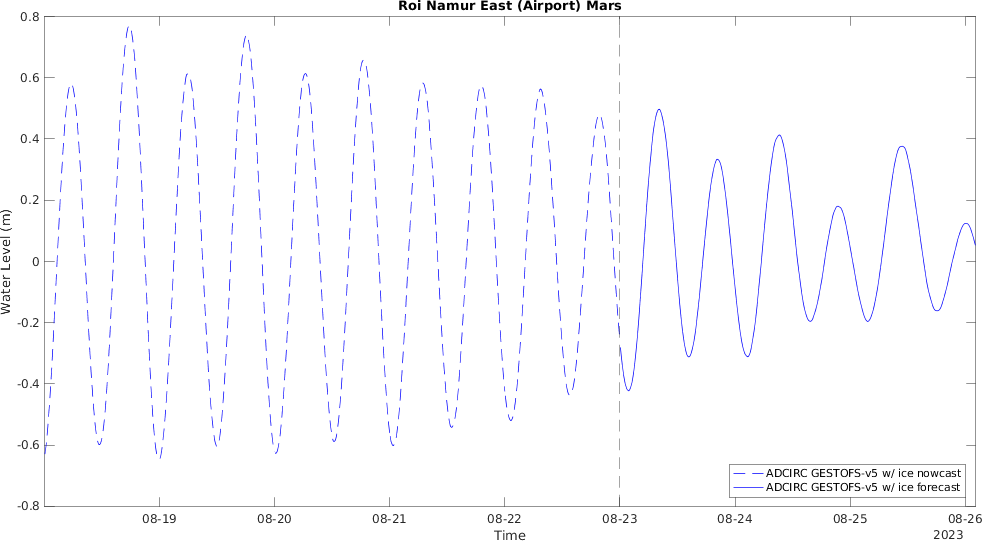 Roi Namur East (Airport) Mars
Water Level (m)
0.8
0.6
0.4
0.2
0
-0.2
-0.4
-0.6
-0.8
ADCIRC GESTOFS-v5 w/ ice nowcast
ADCIRC GESTOFS-v5 w/ ice forecast
08-19 08-20 08-21 08-22 08-23 08-24 08-25 08-26
2023
Time